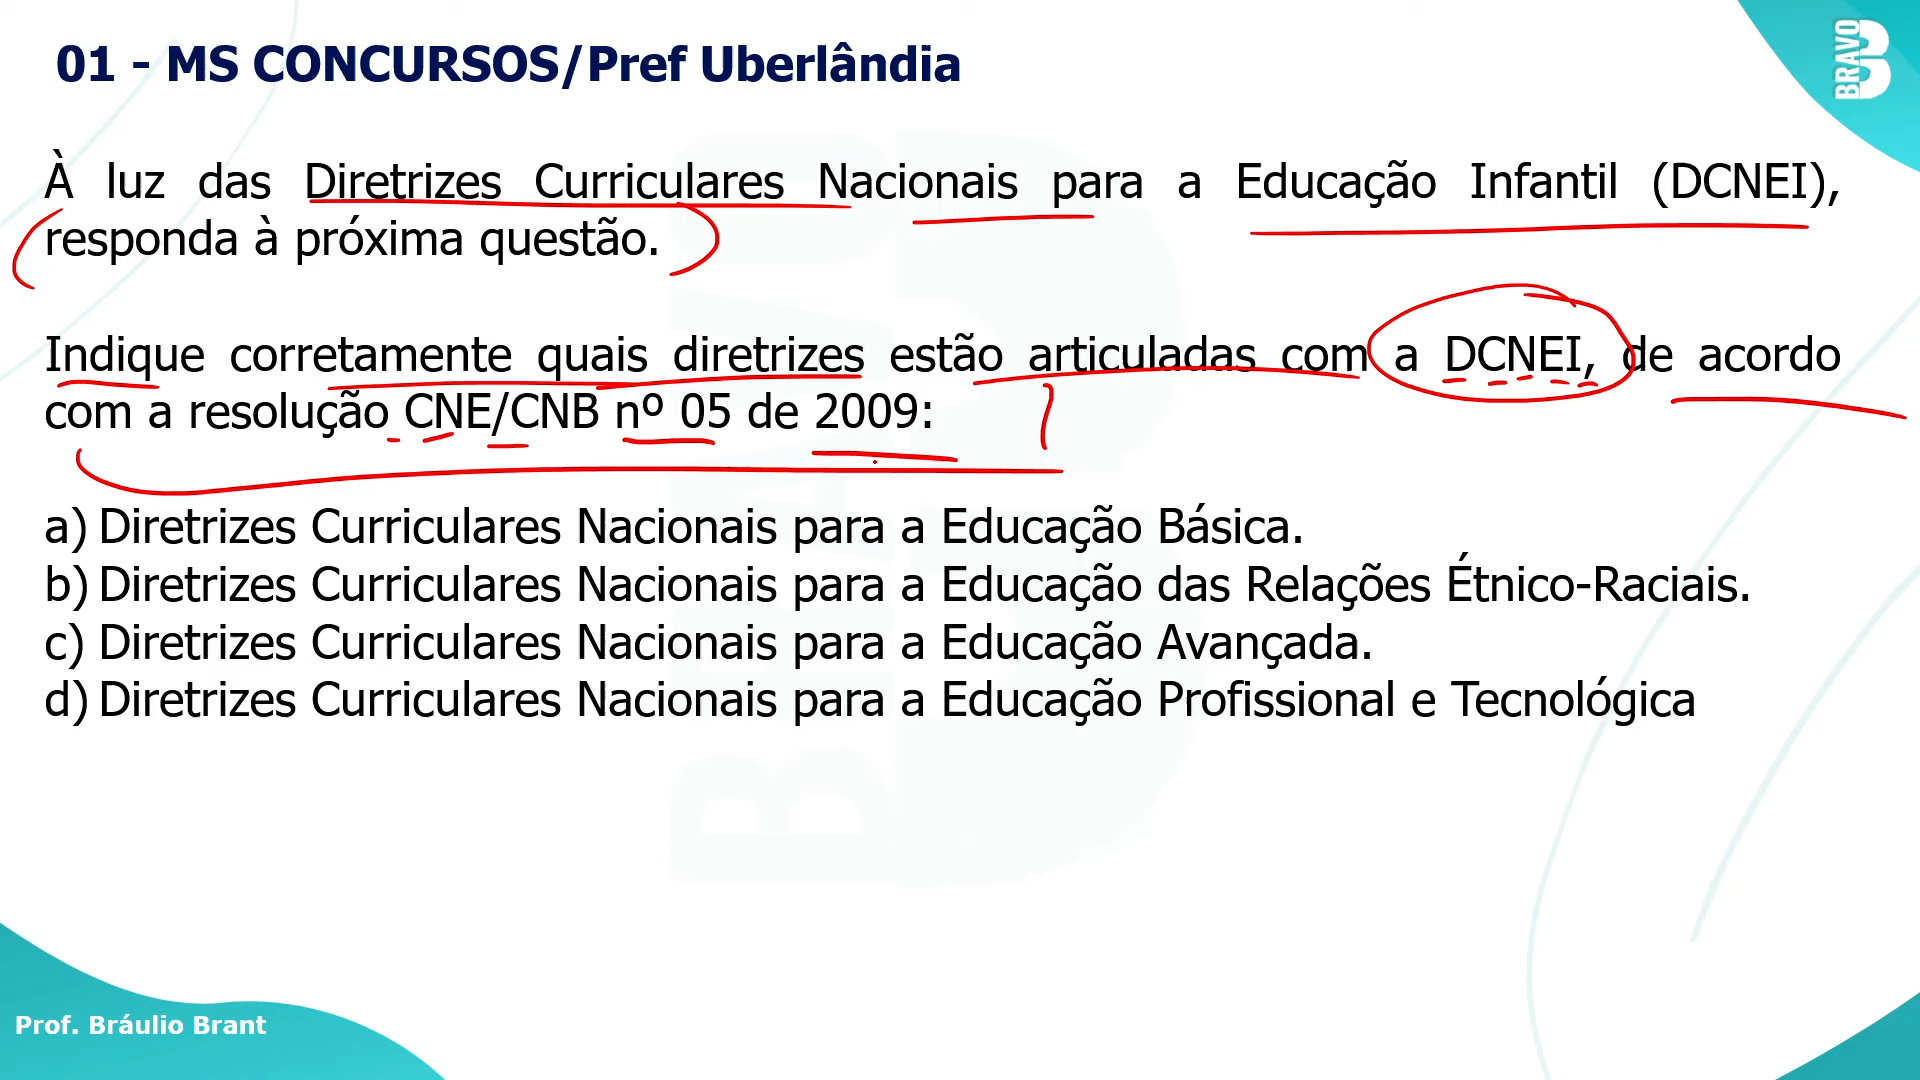 01 - MS CONCURSOS/Pref Uberlândia
BRAVO
À luz das Diretrizes Curriculares Nacionais para a Educação Infantil (DCNEI),
responda à próxima questão.
Indique corretamente quais diretrizes estão articuladas com a DCNEI, de acordo
com a resolução CNE/CNB nº 05 de 2009:
a) Diretrizes Curriculares Nacionais para a Educação Básica.
b) Diretrizes Curriculares Nacionais para a Educação das Relações Étnico-Raciais.
c) Diretrizes Curriculares Nacionais para a Educação Avançada.
d) Diretrizes Curriculares Nacionais para a Educação Profissional e Tecnológica
Prof. Bráulio Brant